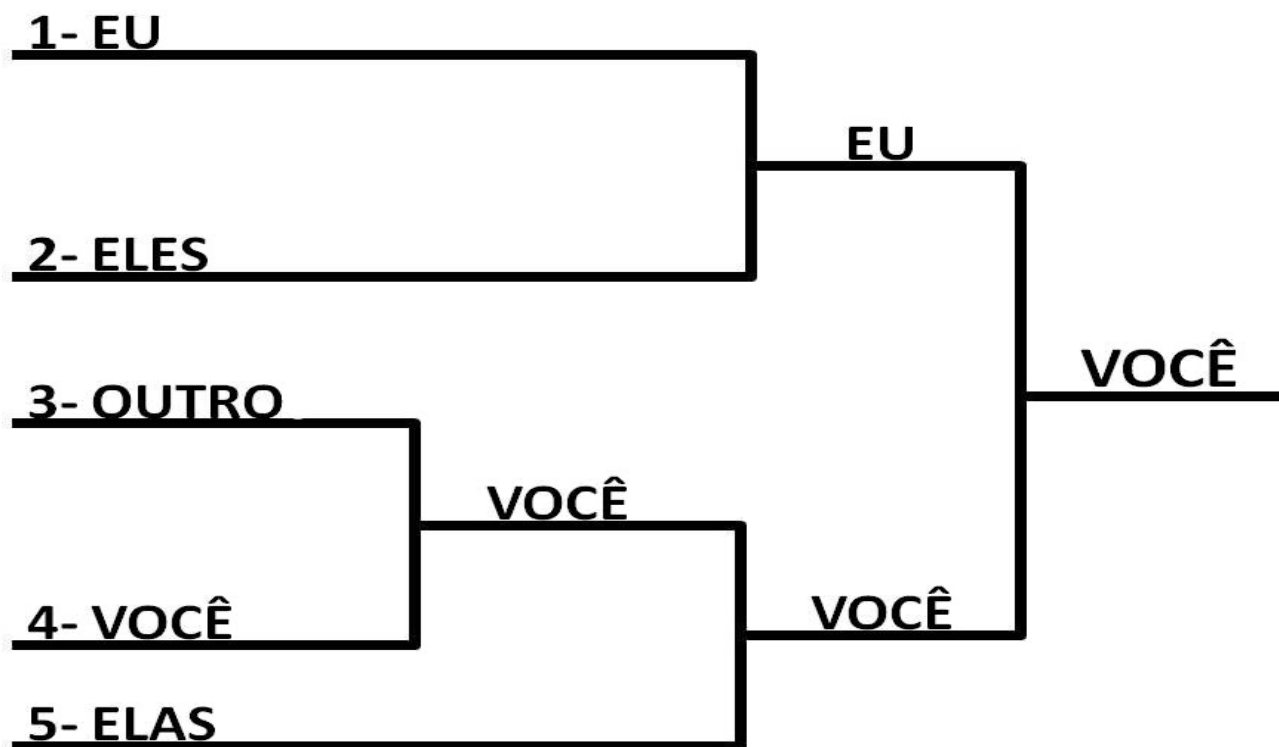 1- EU
EU
2- ELES
VOCÊ
3- OUTRO
VOCÊ
4- VOCÊ
VOCÊ
5- ELAS